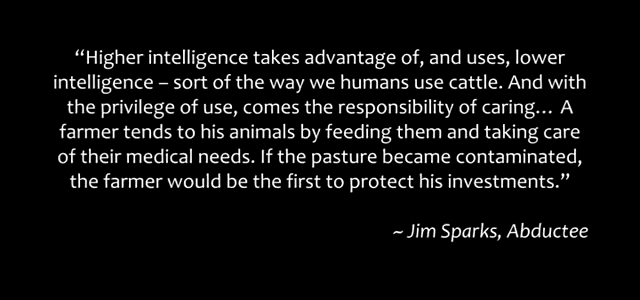 “Higher intelligence takes advantage of, and uses, lower
intelligence – sort of the way we humans use cattle. And with
the privilege of use, comes the responsibility of caring… A
farmer tends to his animals by feeding them and taking care
of their medical needs. If the pasture became contaminated,
the farmer would be the first to protect his investments.”
~ Jim Sparks, Abductee